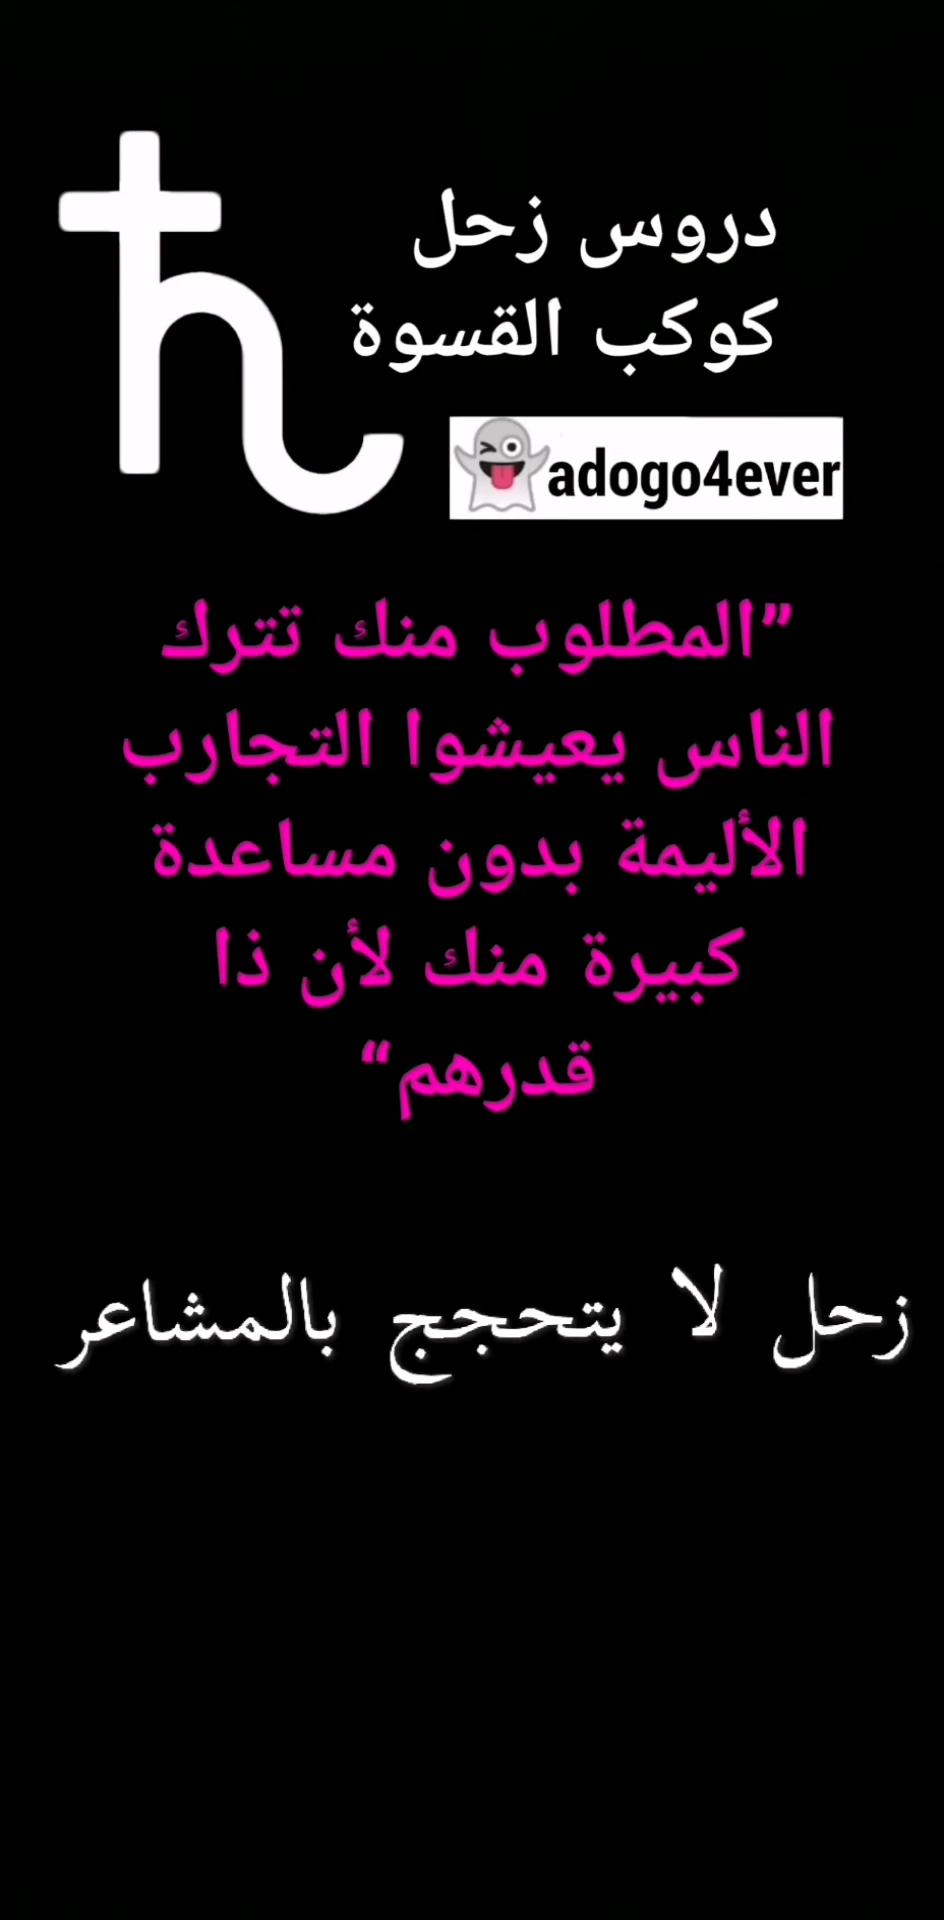 دروس زحل
كوكب القسوة
adogo4ever
”المطلوب منك تترك
الناس يعيشوا التجارب
الأليمة بدون مساعدة
كبيرة منك لأن ذا
قدرهم“
زحل لا يتحجج بالمشاعر